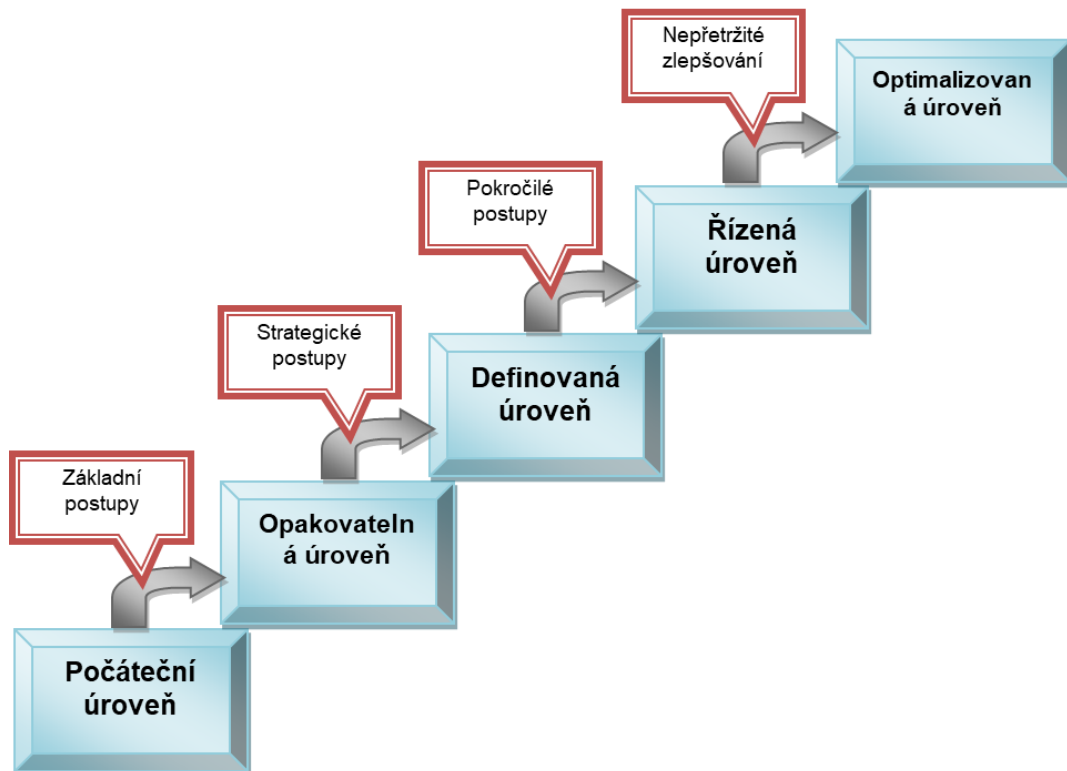 Nepřetržité
zlepšování
Optimalizovan
á úroveň
Pokročilé
postupy
Řízená
úroveň
Strategické
postupy
Definovaná
úroveň
Základní
postupy
Opakovateln
á úroveň
Počáteční
úroveň